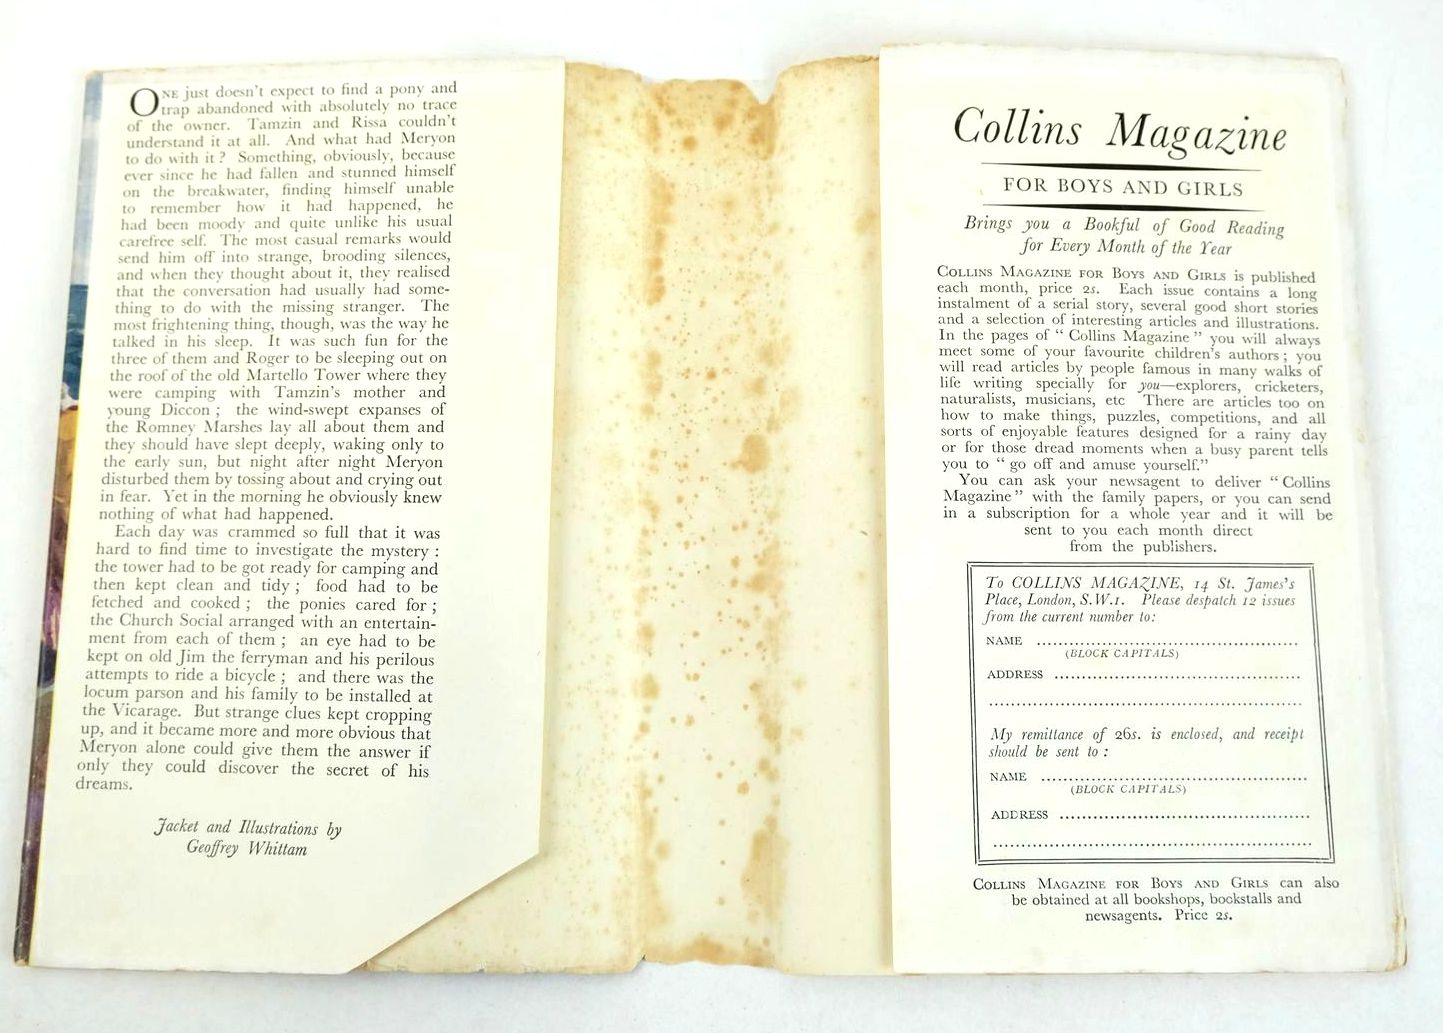 ONE just doesn't expect to find a pony and
trap abandoned with absolutely no trace
of the owner. Tamzin and Rissa couldn't
understand it at all. And what had Meryon
to do with it ? Something, obviously, because
ever since he had fallen and stunned himself
on the breakwater, finding himself unable
to remember how it had happened, he
had been moody and quite unlike his usual
carefree self. The most casual remarks would
send him off into strange, brooding silences,
and when they thought about it, they realised
that the conversation had usually had some-
thing to do with the missing stranger. The
most frightening thing, though, was the way he
talked in his sleep. It was such fun for the
three of them and Roger to be sleeping out on
the roof of the old Martello Tower where they
were camping with Tamzin's mother and
young Diccon ; the wind-swept expanses of
the Romney Marshes lay all about them and
they should have slept deeply, waking only to
the early sun, but night after night Meryon
disturbed them by tossing about and crying out
in fear. Yet in the morning he obviously knew
nothing of what had happened.
Each day was crammed so full that it was
hard to find time to investigate the mystery :
the tower had to be got ready for camping and
then kept clean and tidy ; food had to be
fetched and cooked ; the ponies cared for ;
the Church Social arranged with an entertain-
ment from each of them ; an eye had to be
kept on old Jim the ferryman and his perilous
attempts to ride a bicycle ; and there was the
locum parson and his family to be installed at
the Vicarage. But strange clues kept cropping
up, and it became more and more obvious that
Meryon alone could give them the answer if
only they could discover the secret of his
dreams.
Jacket and Illustrations by
Geoffrey Whittam
Collins Magazine
FOR BOYS AND GIRLS
Brings you a Bookful of Good Reading
for Every Month of the Year
COLLINS MAGAZINE FOR BOYS AND GIRLS is published
each month, price 2s. Each issue contains a long
instalment of a serial story, several good short stories
and a selection of interesting articles and illustrations.
In the pages of " Collins Magazine " you will always
meet some of your favourite children's authors ; you
will read articles by people famous in many walks of
life writing specially for you—explorers, cricketers,
naturalists, musicians, etc There are articles too on
how to make things, puzzles, competitions, and all
sorts of enjoyable features designed for a rainy day
or for those dread moments when a busy parent tells
you to " go off and amuse yourself."
You can ask your newsagent to deliver " Collins
Magazine " with the family papers, or you can send
in a subscription for a whole year and it will be
sent to you each month direct
from the publishers.
To COLLINS MAGAZINE, 14 St. James's
Place, London, S.W.1. Please despatch 12 issues
from the current number to:
NAME ........................................
(BLOCK CAPITALS)
ADDRESS ........................................
........................................
My remittance of 26s. is enclosed, and receipt
should be sent to :
NAME ........................................
(BLOCK CAPITALS)
ADDRESS ........................................
........................................
COLLINS MAGAZINE FOR BOYS AND GIRLS can also
be obtained at all bookshops, bookstalls and
newsagents. Price 2s.